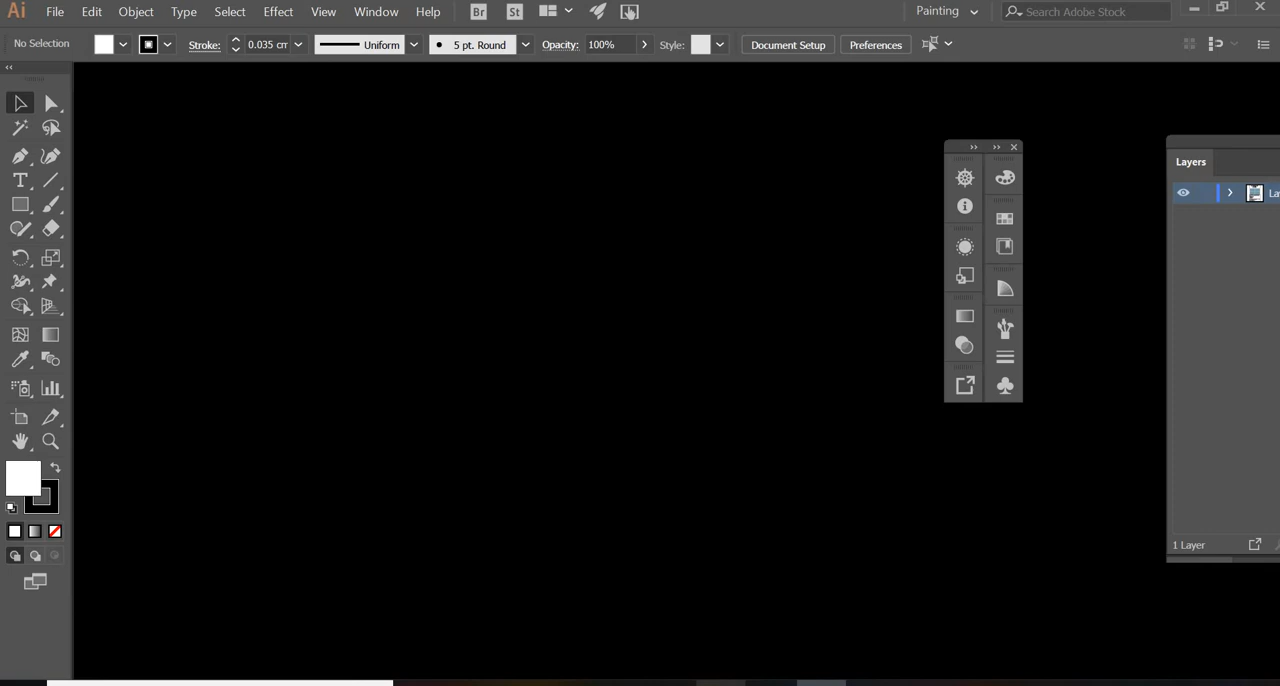 Ai File Edit Object Type Select Effect View Window Help Br St Painting Search Adobe Stock
No Selection Stroke: 0.035 cm Uniform 5 pt. Round Opacity: 100% Style: Document Setup Preferences
Layers
La
1 Layer